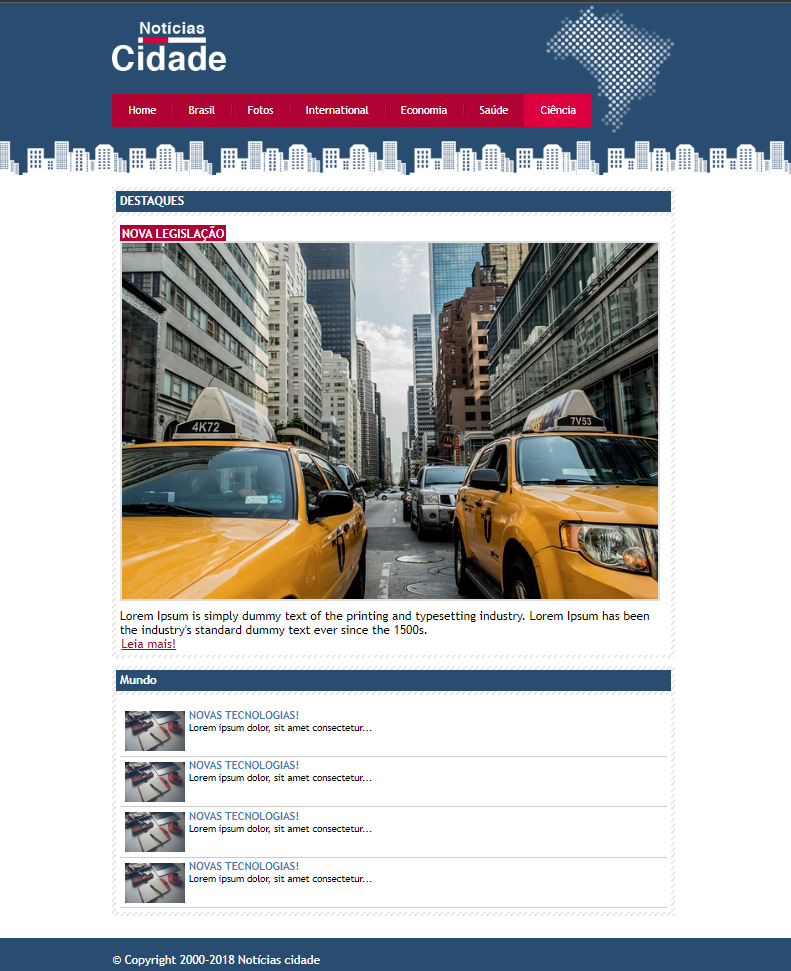 Notícias
Cidade
Home Brasil Fotos International Economia Saúde Ciência
DESTAQUES
NOVA LEGISLAÇÃO
4K72
7V53
Lorem Ipsum is simply dummy text of the printing and typesetting industry. Lorem Ipsum has been
the industry's standard dummy text ever since the 1500s.
Leia mais!
Mundo
NOVAS TECNOLOGIAS!
Lorem ipsum dolor, sit amet consectetur...
NOVAS TECNOLOGIAS!
Lorem ipsum dolor, sit amet consectetur...
NOVAS TECNOLOGIAS!
Lorem ipsum dolor, sit amet consectetur...
NOVAS TECNOLOGIAS!
Lorem ipsum dolor, sit amet consectetur...
© Copyright 2000-2018 Notícias cidade